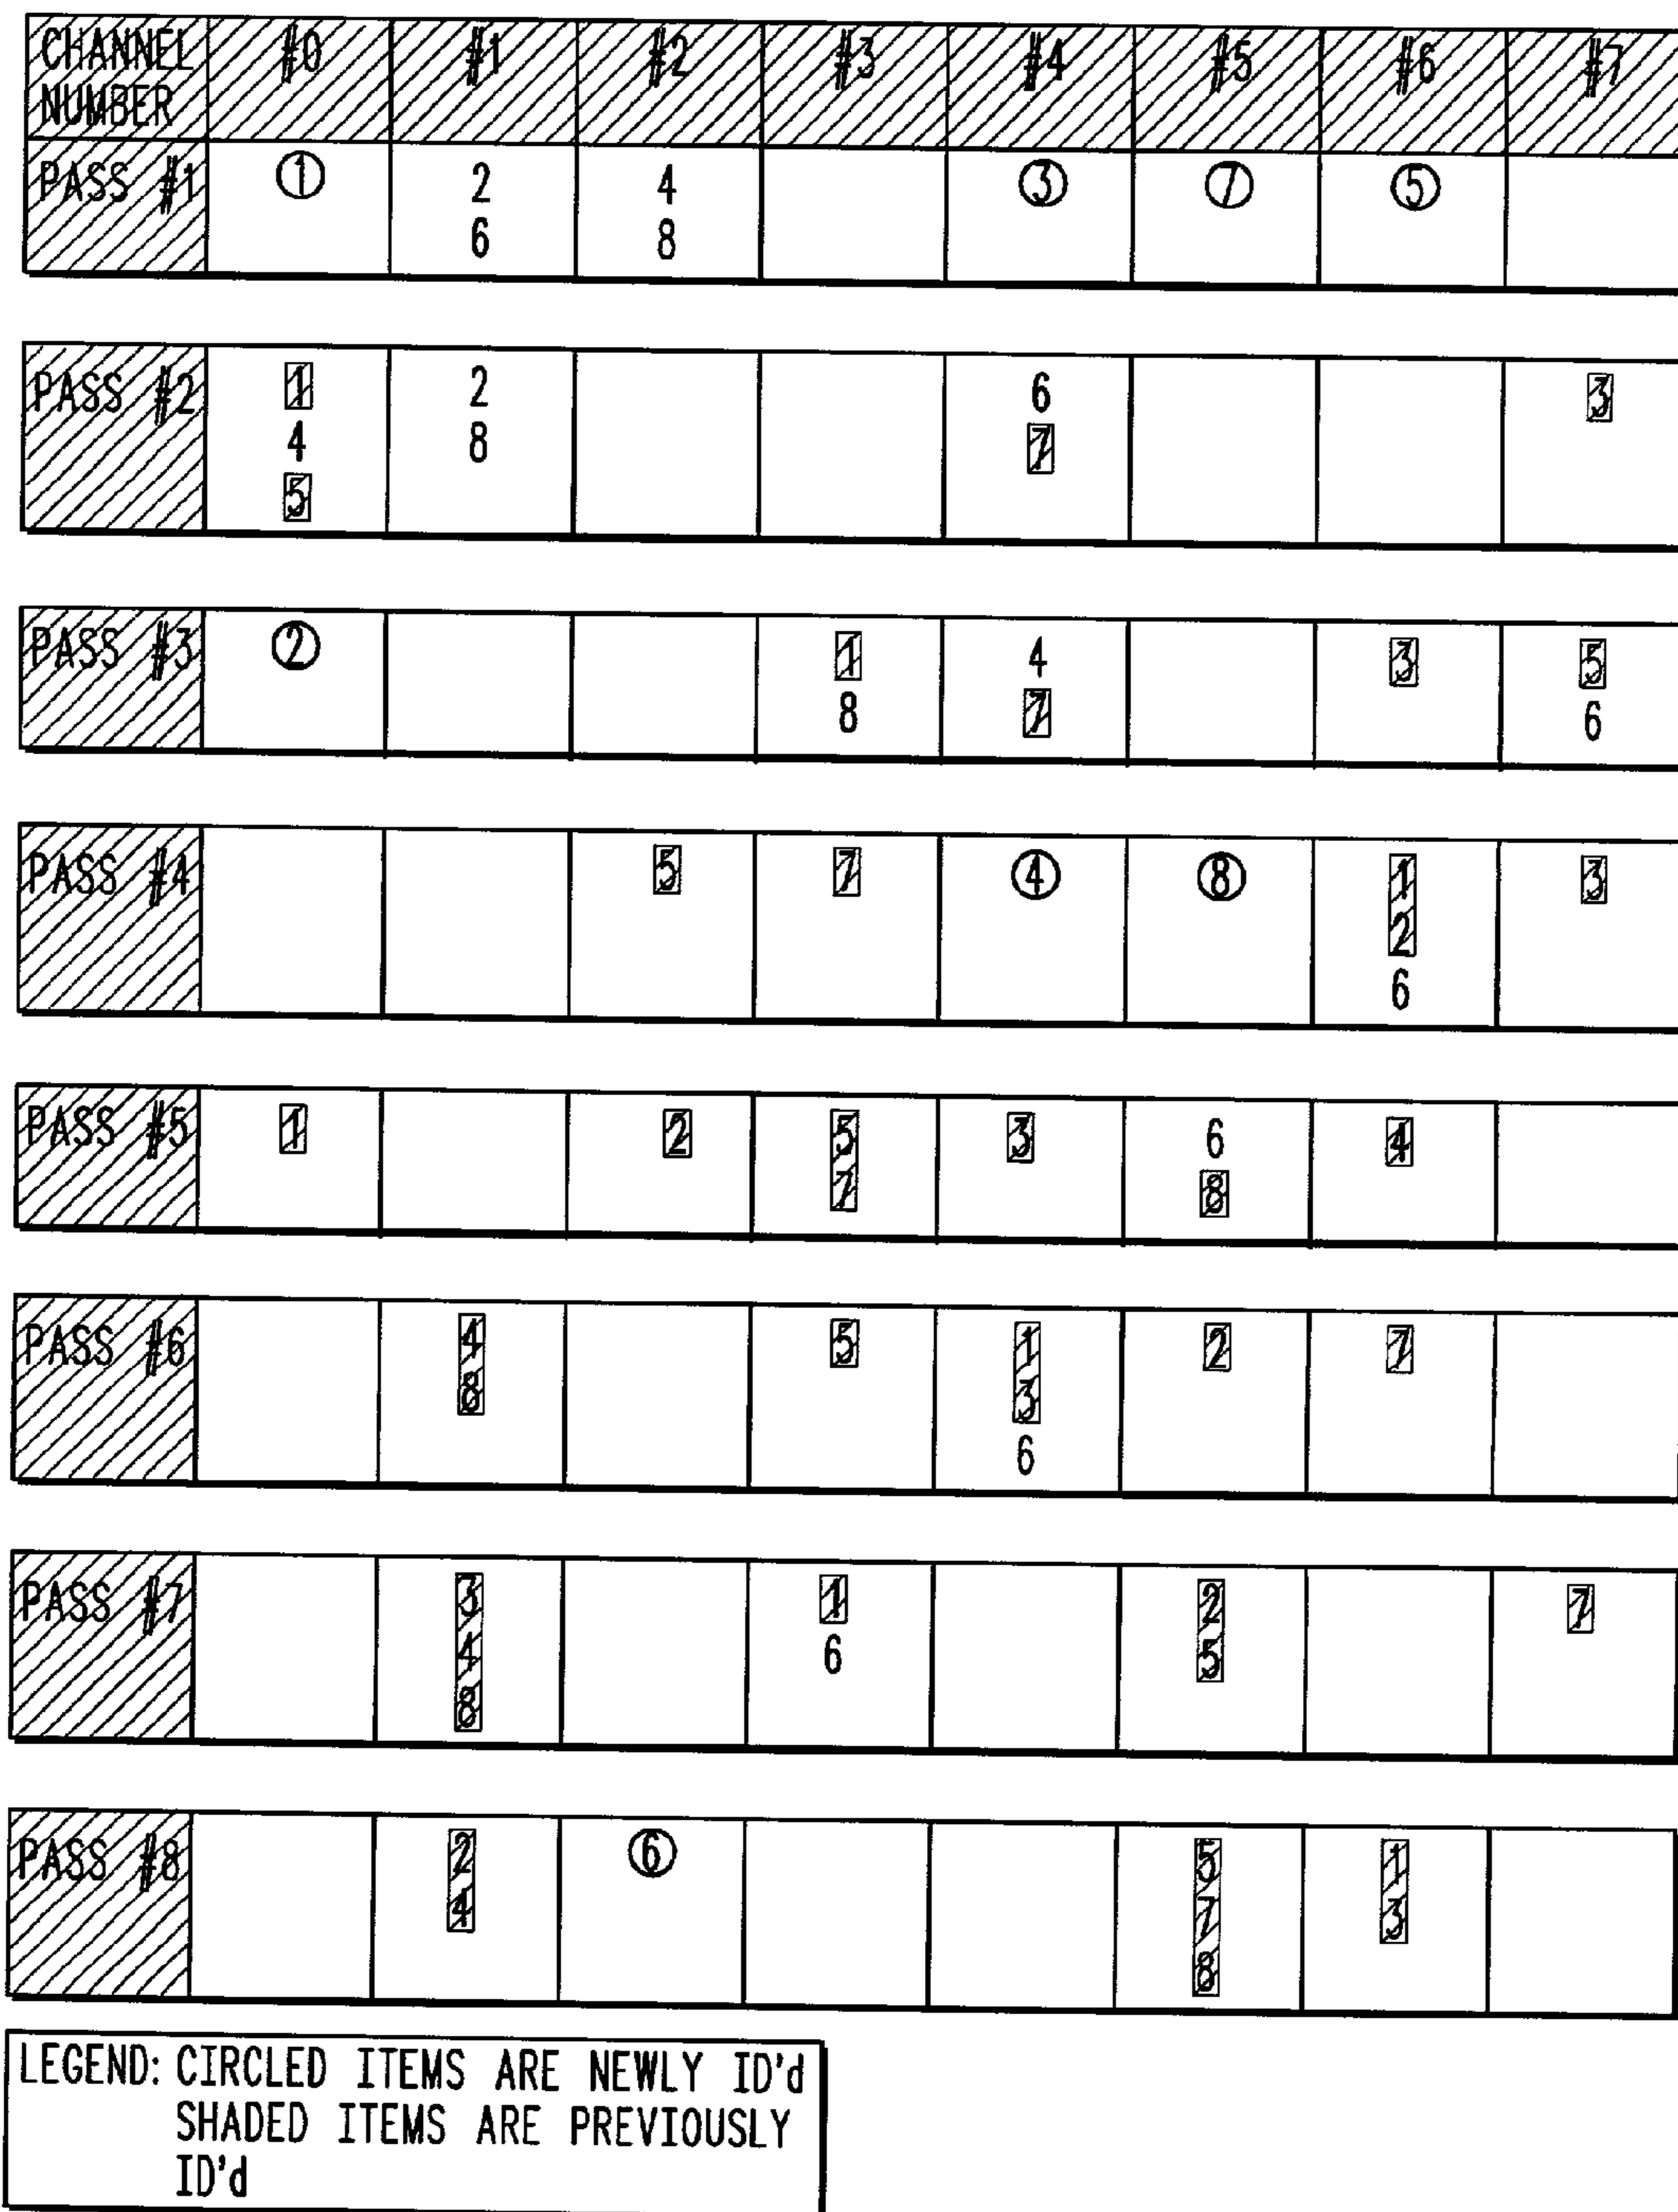 CHANNEL NUMBER #0 #1 #2 #3 #4 #5 #6 #7
PASS #1 1 2 4 3 7 5
6 8
PASS #2 1 2 6 3
4 8 7
5
PASS #3 2 1 4 3 5
8 7 6
PASS #4 5 7 4 8 1 3
2
6
PASS #5 1 2 5 3 6 4
7 8
PASS #6 4 5 1 2 7
8 3
6
PASS #7 3 1 2 7
4 6 5
8
PASS #8 2 6 5 1
4 7 3
8
LEGEND: CIRCLED ITEMS ARE NEWLY ID'd
SHADED ITEMS ARE PREVIOUSLY
ID'd